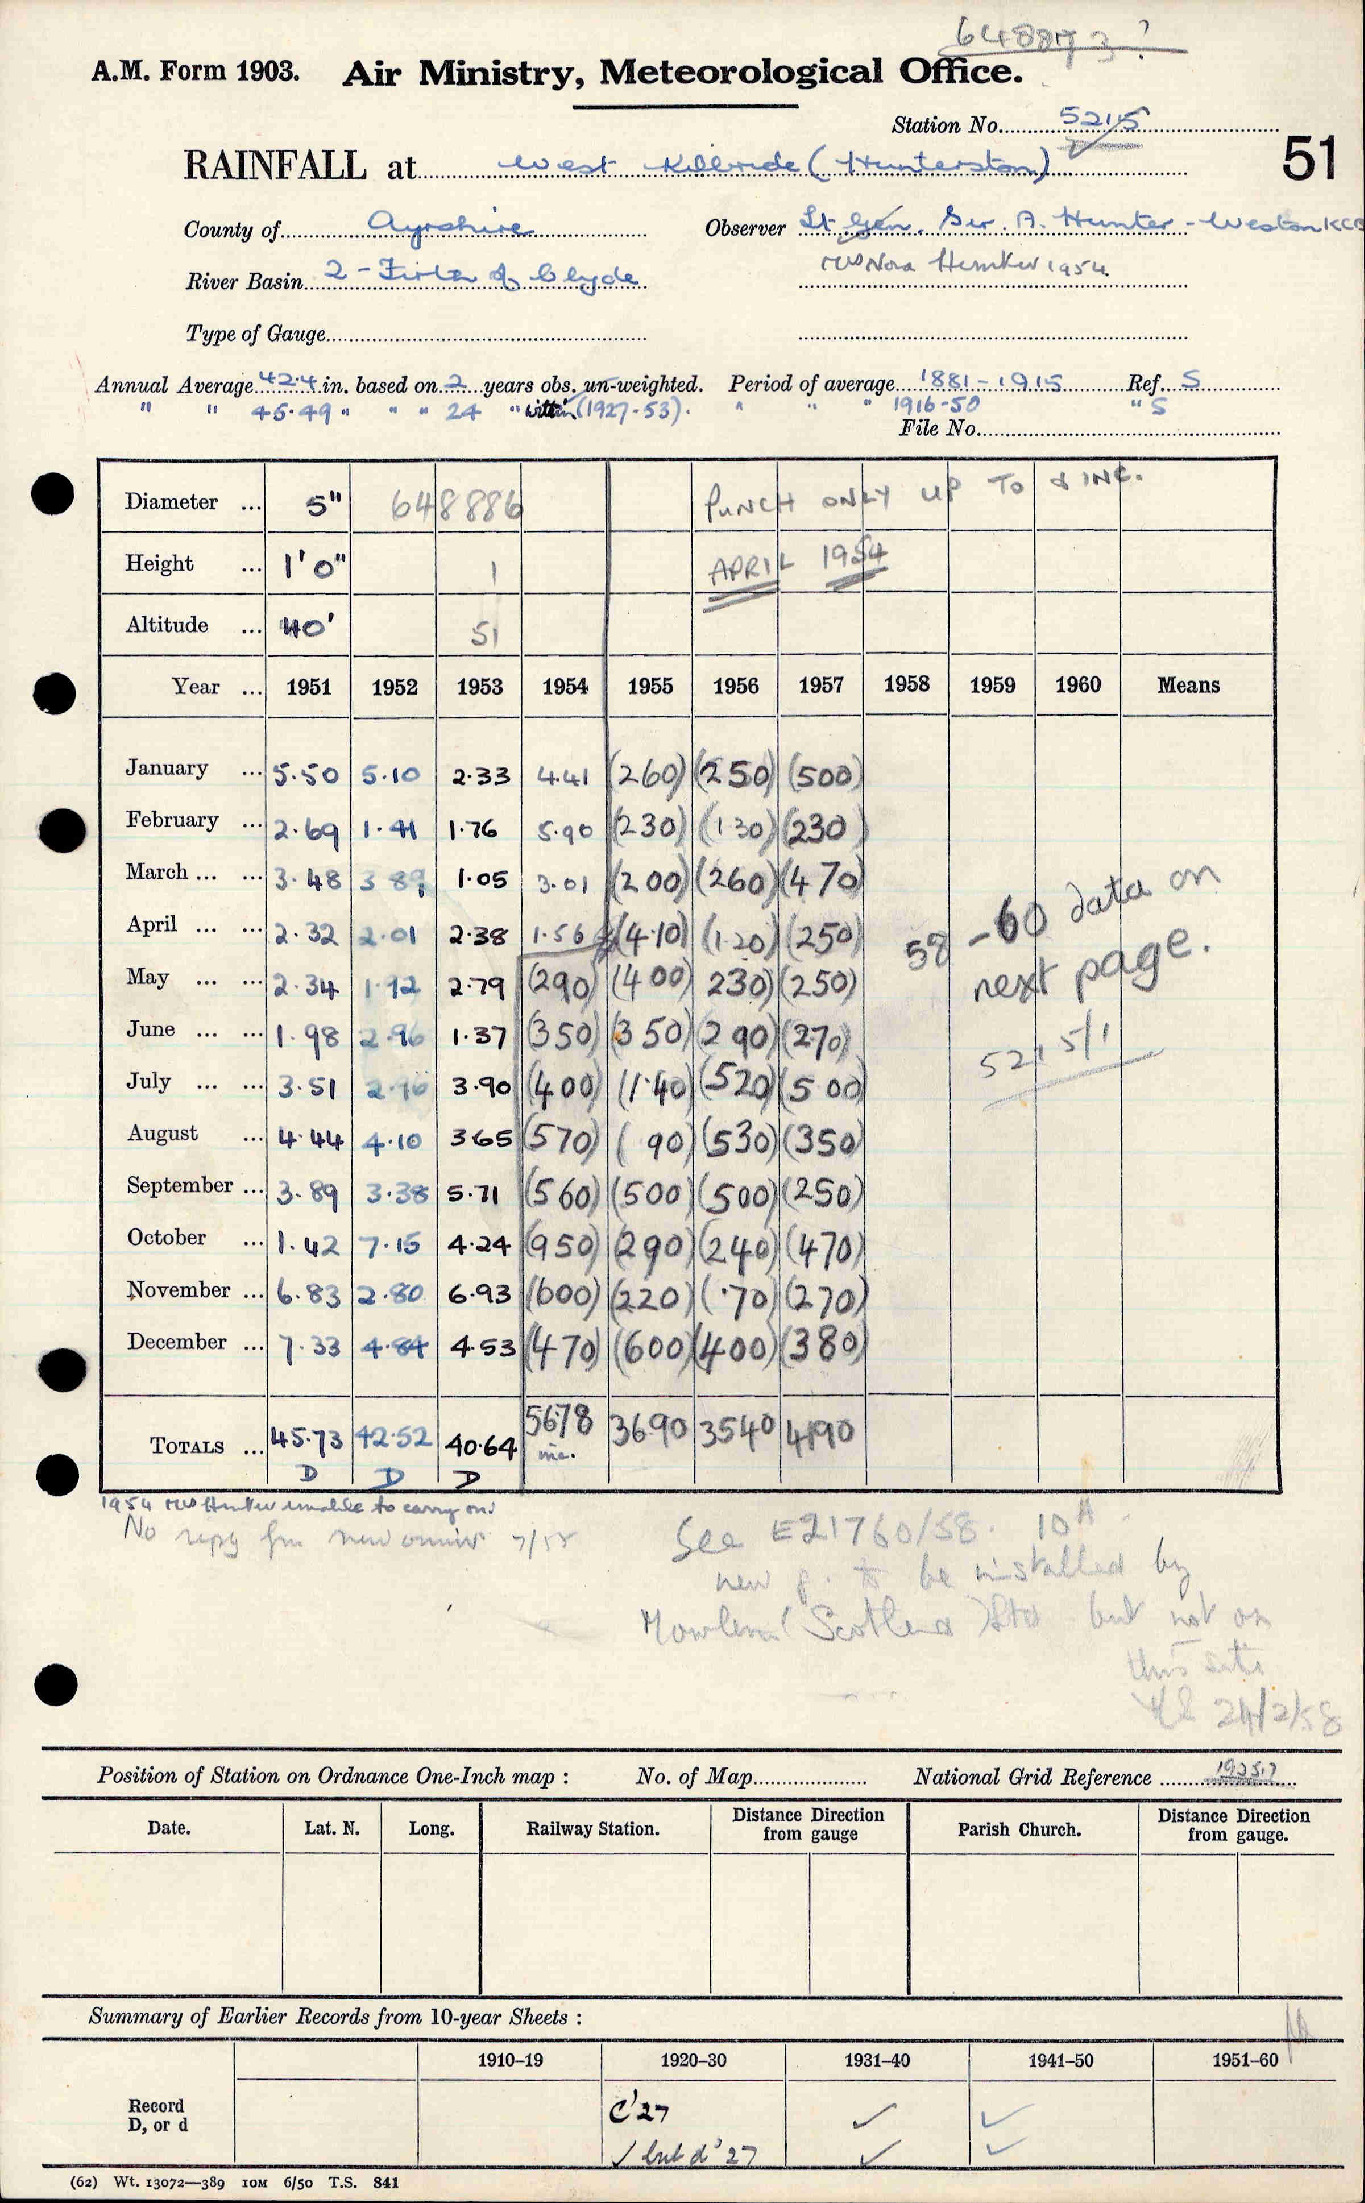 648873?
A.M. Form 1903. Air Ministry, Meteorological Office.
Station No. 5215
51
RAINFALL at West Kilbride (Hunterston)
County of Ayrshire Observer Lt Gen. Sir. A. Hunter-Weston KCB
River Basin 2 - Firth of Clyde Mrs Nora Hunter 1954
Type of Gauge
Annual Average 42.4 in. based on 2 years obs. un-weighted. Period of average 1881-1915 Ref. S
" " 45.49 " " " 24 " within (1927-53). " " " 1916-50 " S
File No.
Diameter ... 5" 648886 PUNCH ONLY UP TO & INC.
Height ... 1'0" 1 APRIL 1954
Altitude ... 40' 51
Year ... 1951 1952 1953 1954 1955 1956 1957 1958 1959 1960 Means
January ... 5.50 5.10 2.33 4.41 (260) (250) (500)
February ... 2.69 1.41 1.76 5.90 (230) (130) (230)
March ... ... 3.48 3.89 1.05 3.01 (200) (260) (470)
April ... ... 2.32 2.01 2.38 1.56 (4.10) (1.20) (250)
58-60 data on
May ... ... 2.34 1.92 2.79 (290) (400) 230) (250)
next page.
June ... ... 1.98 2.96 1.37 (350) (350) (290) (2.70)
5215/1
July ... ... 3.51 2.96 3.90 (400) (1.40) (520) (500)
August ... 4.44 4.10 3.65 (570) ( 90) (530) (350)
September ... 3.89 3.38 5.71 (560) (500) (500) (250)
October ... 1.42 7.15 4.24 (950) (290) (240) (470)
November ... 6.83 2.80 6.93 (600) (220) (.70) (270)
December ... 7.33 4.84 4.53 (470) (600) (400) (380)
TOTALS ... 45.73 42.52 40.64 5678 3690 3540 4190
inc.
D D D
1954 Mrs Hunter unable to carry on.
No reply fm new owner 7/55
See E21760/58. 10A.
new g. to be installed by
Mowlem (Scotland) Ltd but not on
this site
24/2/58
Position of Station on Ordnance One-Inch map : No. of Map National Grid Reference
Date. Lat. N. Long. Railway Station. Distance from gauge Direction Parish Church. Distance from gauge. Direction
Summary of Earlier Records from 10-year Sheets :
1910–19 1920–30 1931–40 1941–50 1951–60
Record C'27 ✓ ✓
D, or d ✓ but d'27 ✓ ✓
(62) Wt. 13072—389 10M 6/50 T.S. 841